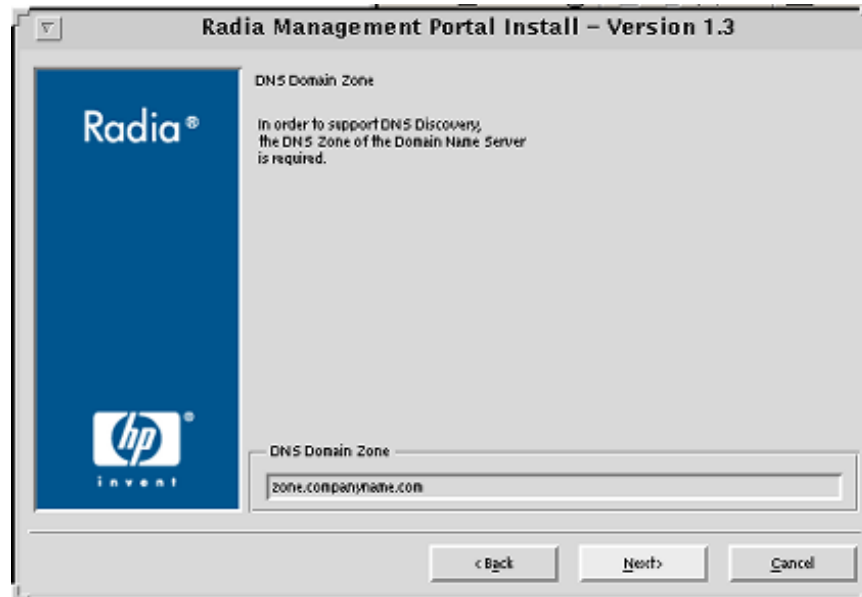 Radia Management Portal Install – Version 1.3
Radia®
DNS Domain Zone
In order to support DNS Discovery,
the DNS Zone of the Domain Name Server
is required.
hp®
invent
DNS Domain Zone
zone.companyname.com
<Back
Next>
Cancel